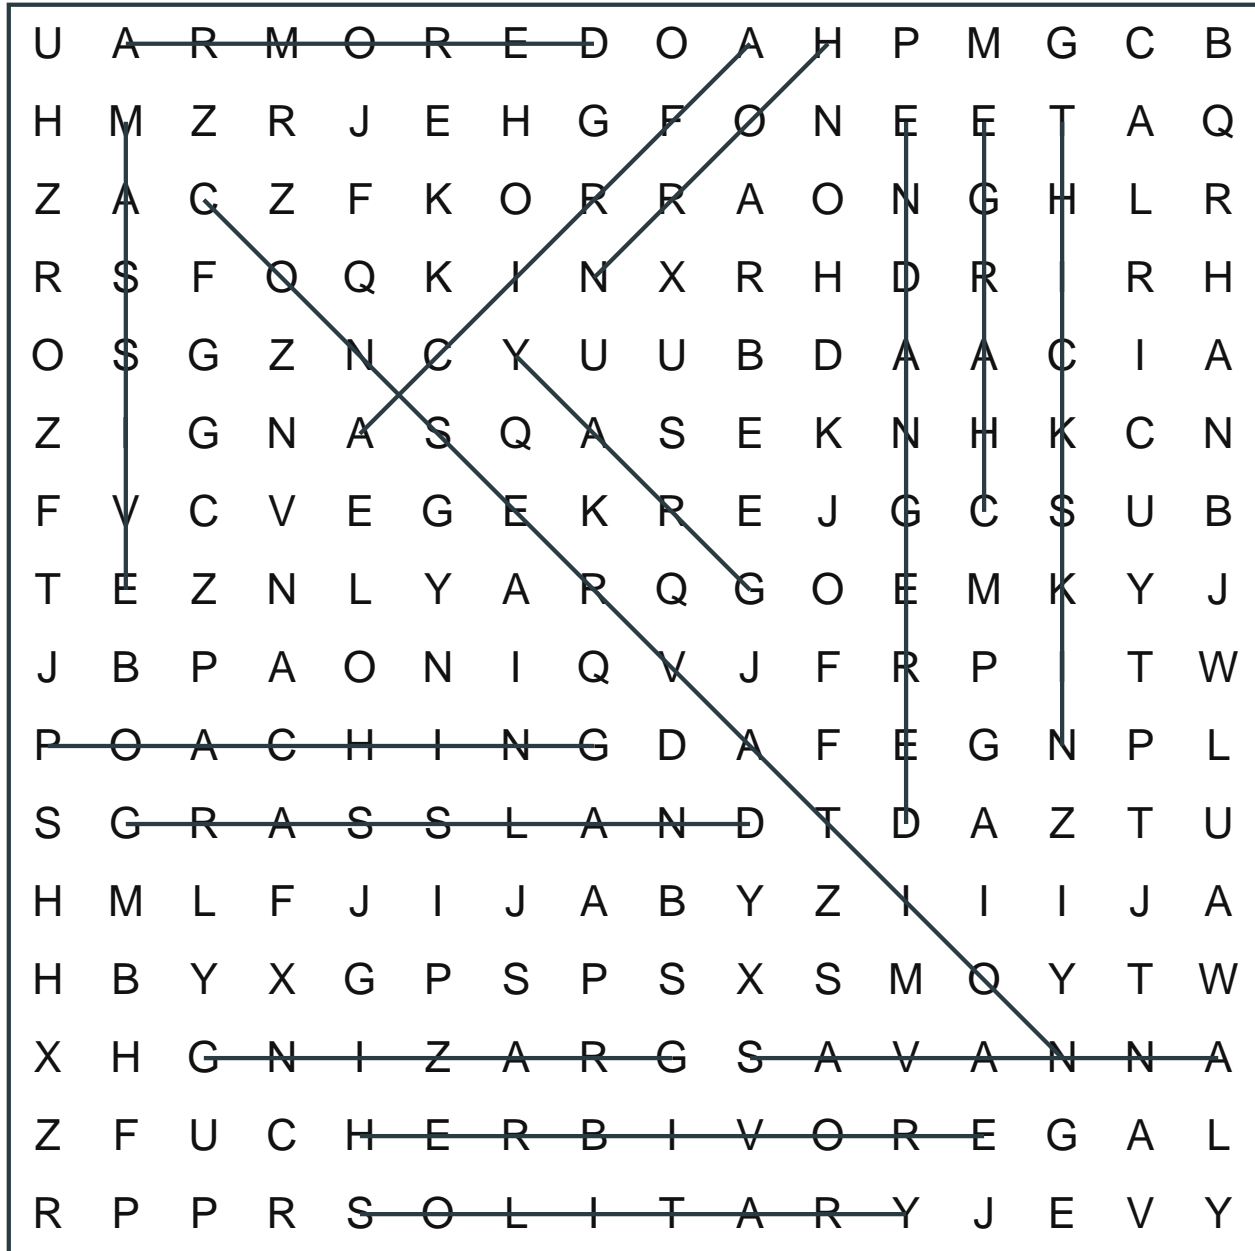 U A R M O R E D O A H P M G C B
H M Z R J E H G F O N E E T A Q
Z A C Z F K O R R A O N G H L R
R S F O Q K I N X R H D R I R H
O S G Z N C Y U U B D A A C I A
Z I G N A S Q A S E K N H K C N
F V C V E G E K R E J G C S U B
T E Z N L Y A R Q G O E M K Y J
J B P A O N I Q V J F R P I T W
P O A C H I N G D A F E G N P L
S G R A S S L A N D T D A Z T U
H M L F J I J A B Y Z I I I J A
H B Y X G P S P S X S M O Y T W
X H G N I Z A R G S A V A N N A
Z F U C H E R B I V O R E G A L
R P P R S O L I T A R Y J E V Y